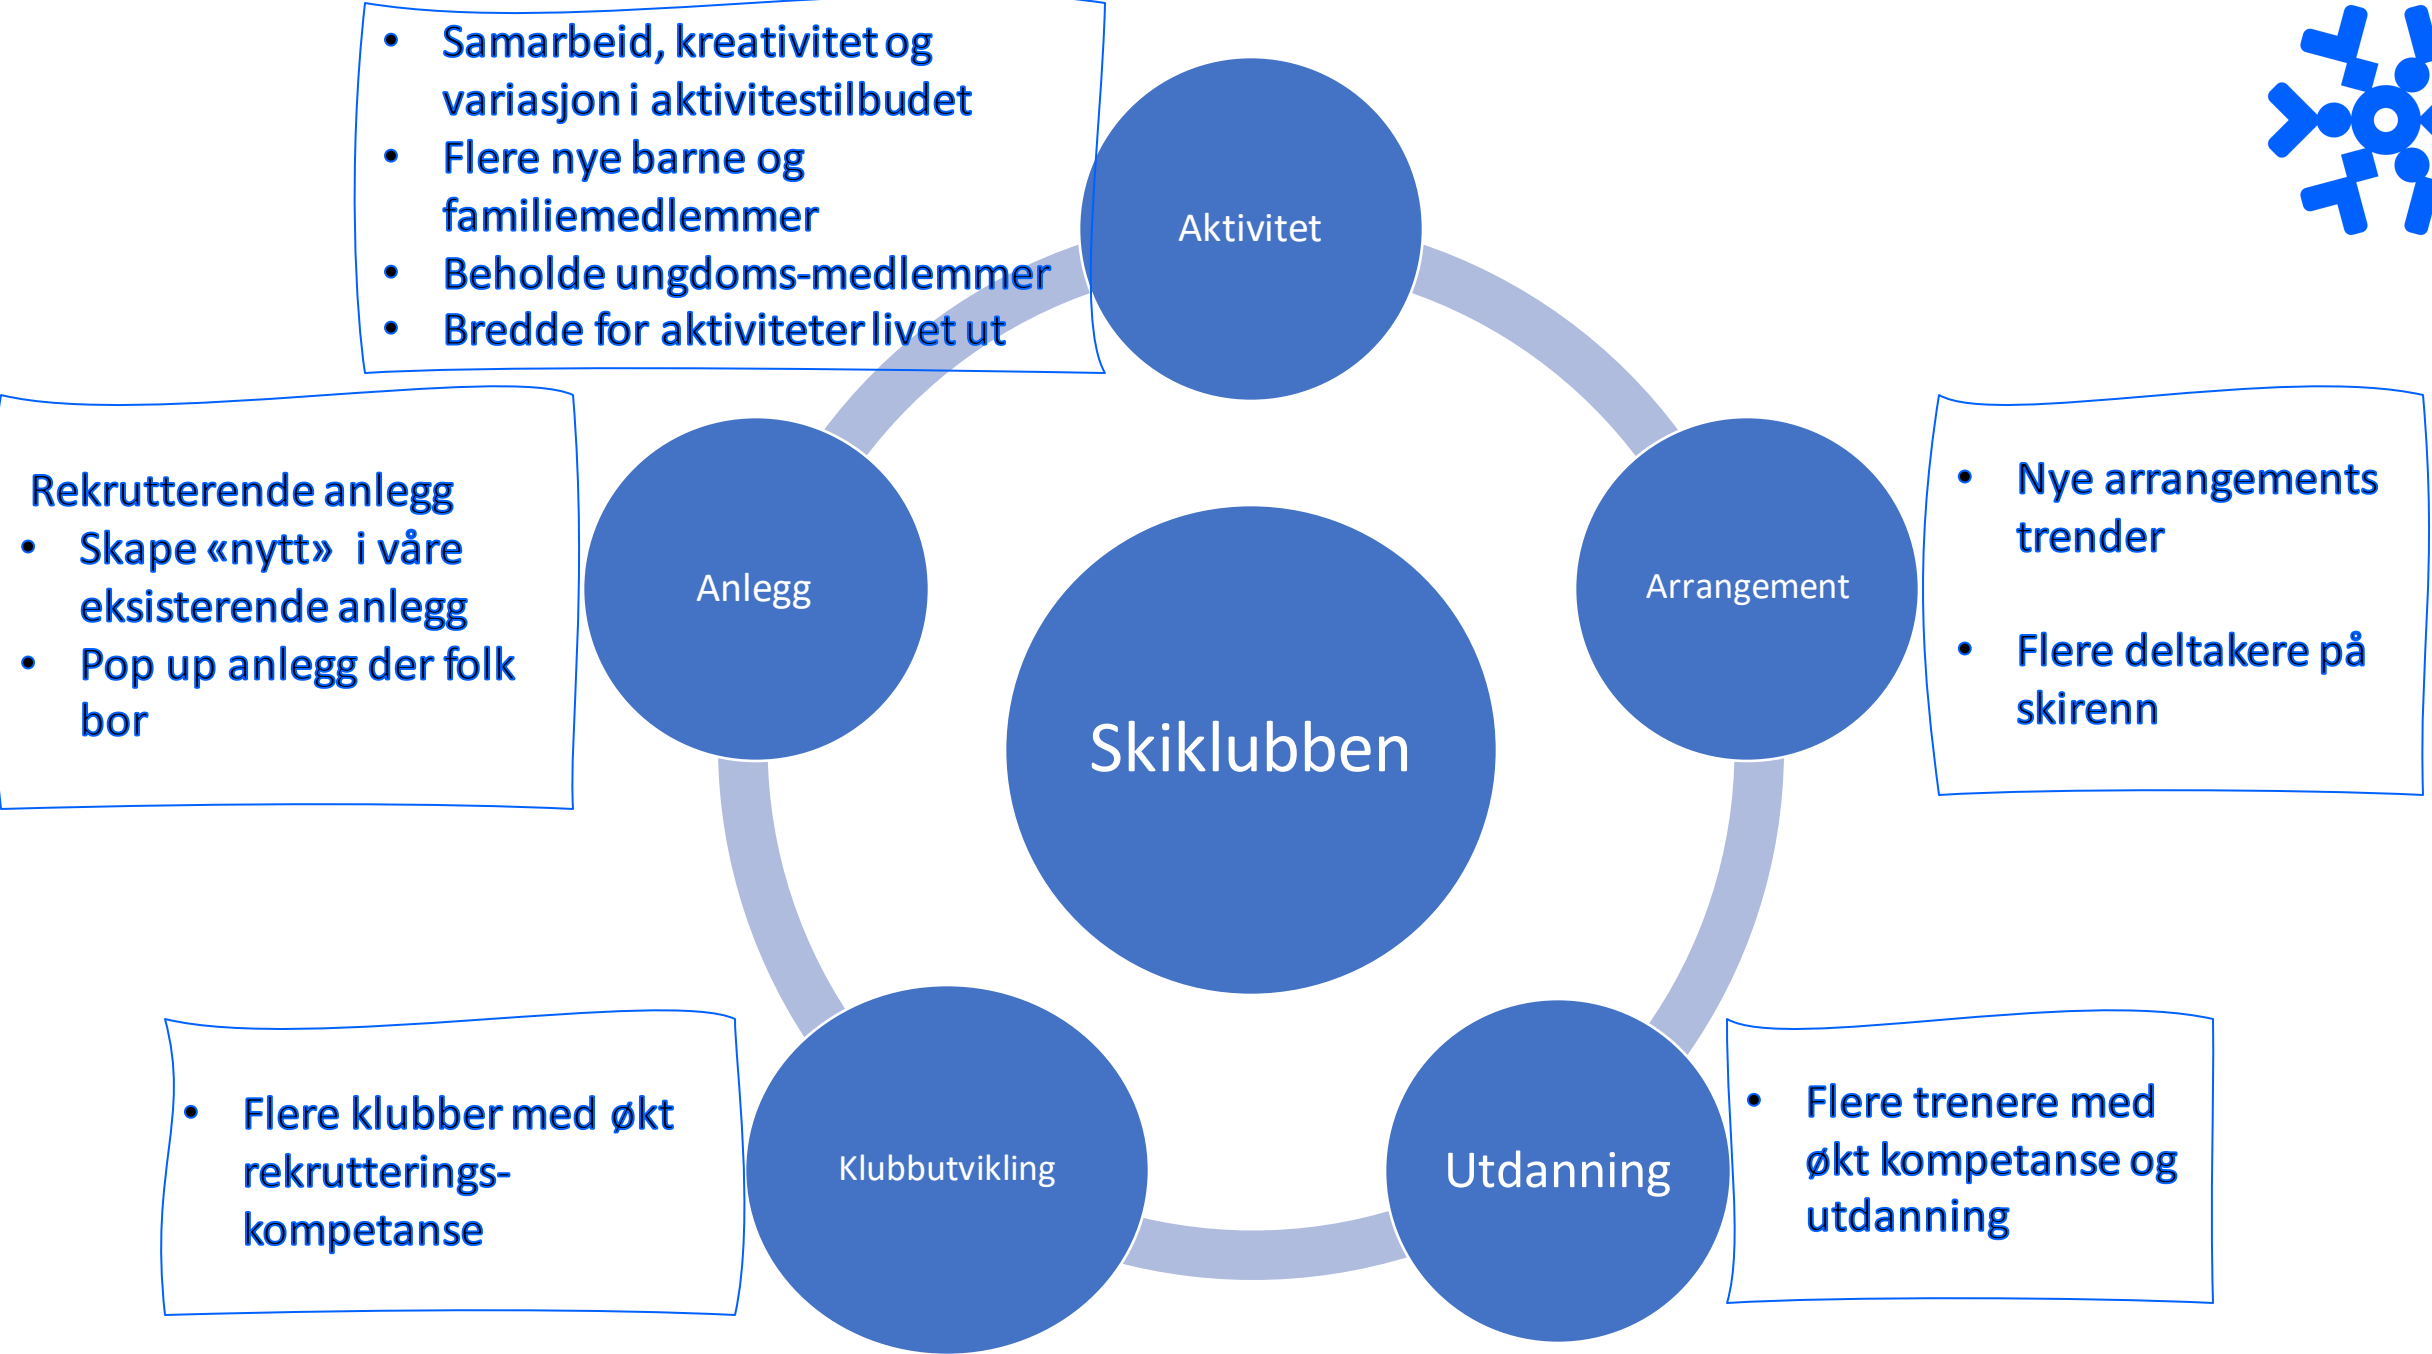 • Samarbeid, kreativitet og
variasjon i aktivitestilbudet
• Flere nye barne og
familiemedlemmer
• Beholde ungdoms-medlemmer
• Bredde for aktiviteter livet ut
Aktivitet
Rekrutterende anlegg
• Skape «nytt» i våre
eksisterende anlegg
• Pop up anlegg der folk
bor
Anlegg
Arrangement
• Nye arrangements
trender
• Flere deltakere på
skirenn
Skiklubben
• Flere klubber med økt
rekrutterings-
kompetanse
Klubbutvikling
Utdanning
• Flere trenere med
økt kompetanse og
utdanning